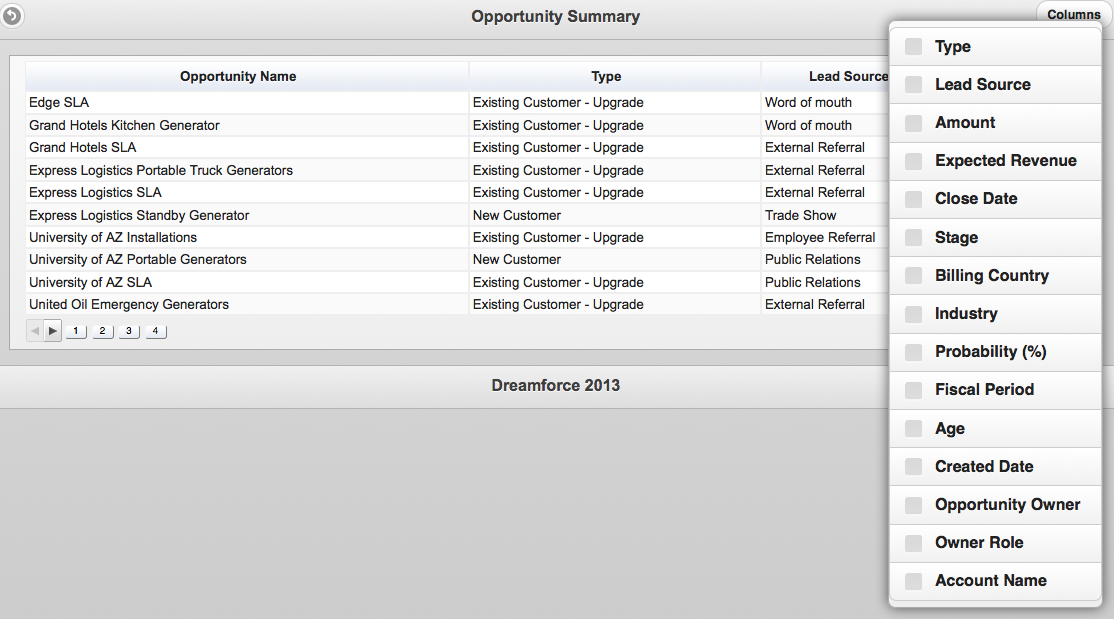 Opportunity Summary
Columns
Opportunity Name Type Lead Source
Edge SLA Existing Customer - Upgrade Word of mouth
Grand Hotels Kitchen Generator Existing Customer - Upgrade Word of mouth
Grand Hotels SLA Existing Customer - Upgrade External Referral
Express Logistics Portable Truck Generators Existing Customer - Upgrade External Referral
Express Logistics SLA Existing Customer - Upgrade External Referral
Express Logistics Standby Generator New Customer Trade Show
University of AZ Installations Existing Customer - Upgrade Employee Referral
University of AZ Portable Generators New Customer Public Relations
University of AZ SLA Existing Customer - Upgrade Public Relations
United Oil Emergency Generators Existing Customer - Upgrade External Referral
1 2 3 4
Dreamforce 2013
Type
Lead Source
Amount
Expected Revenue
Close Date
Stage
Billing Country
Industry
Probability (%)
Fiscal Period
Age
Created Date
Opportunity Owner
Owner Role
Account Name